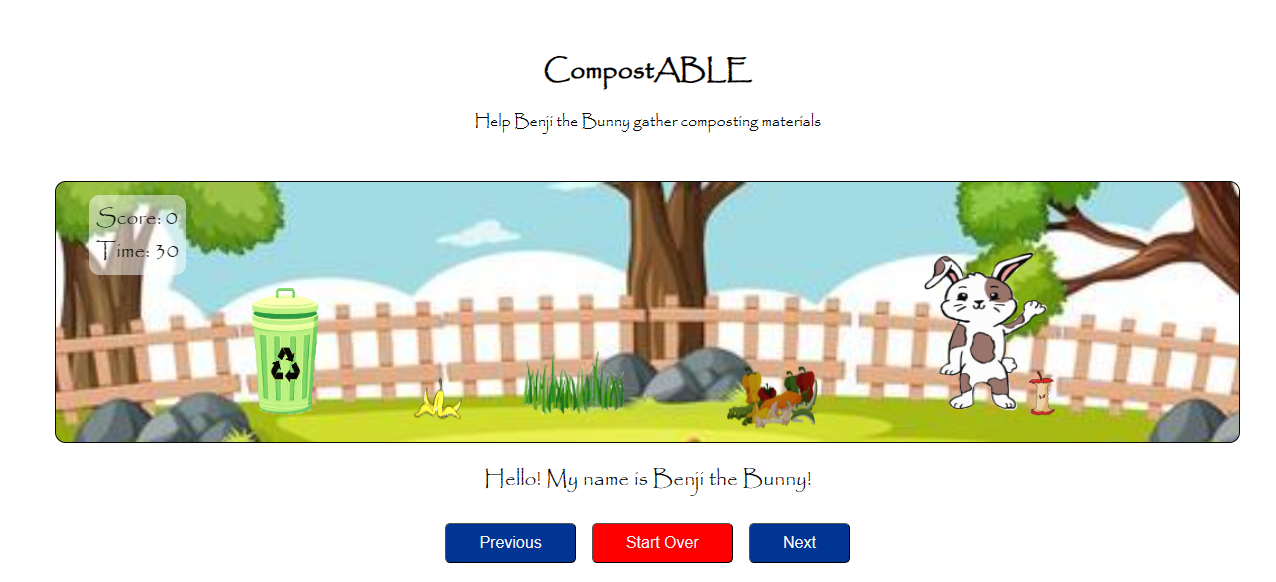 CompostABLE
Help Benji the Bunny gather composting materials
Score: 0
Time: 30
Hello! My name is Benji the Bunny!
Previous
Start Over
Next